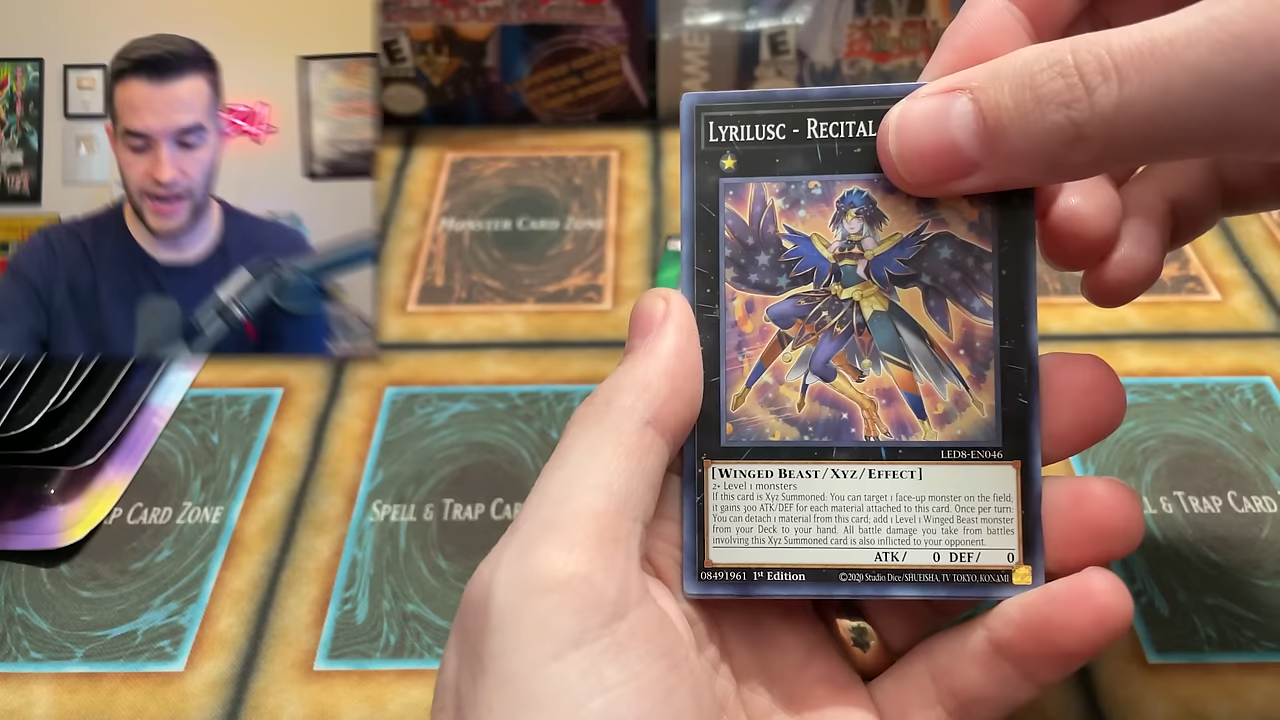 E
E
GAME
MONSTER CARD ZONE
LYRILUSC - RECITAL
LED8-EN046
[WINGED BEAST/XYZ/EFFECT]
2+ Level 1 monsters
If this card is Xyz Summoned: You can target 1 face-up monster on the field;
it gains 300 ATK/DEF for each material attached to this card. Once per turn:
You can detach 1 material from this card; add 1 Level 1 Winged Beast monster
from your Deck to your hand. All battle damage you take from battles
involving this Xyz Summoned card is also inflicted to your opponent.
ATK/ 0 DEF/ 0
08491961 1st Edition ©2020 Studio Dice/SHUEISHA, TV TOKYO, KONAMI
P CARD ZONE
SPELL & TRAP CAR
L & TRAP CARD